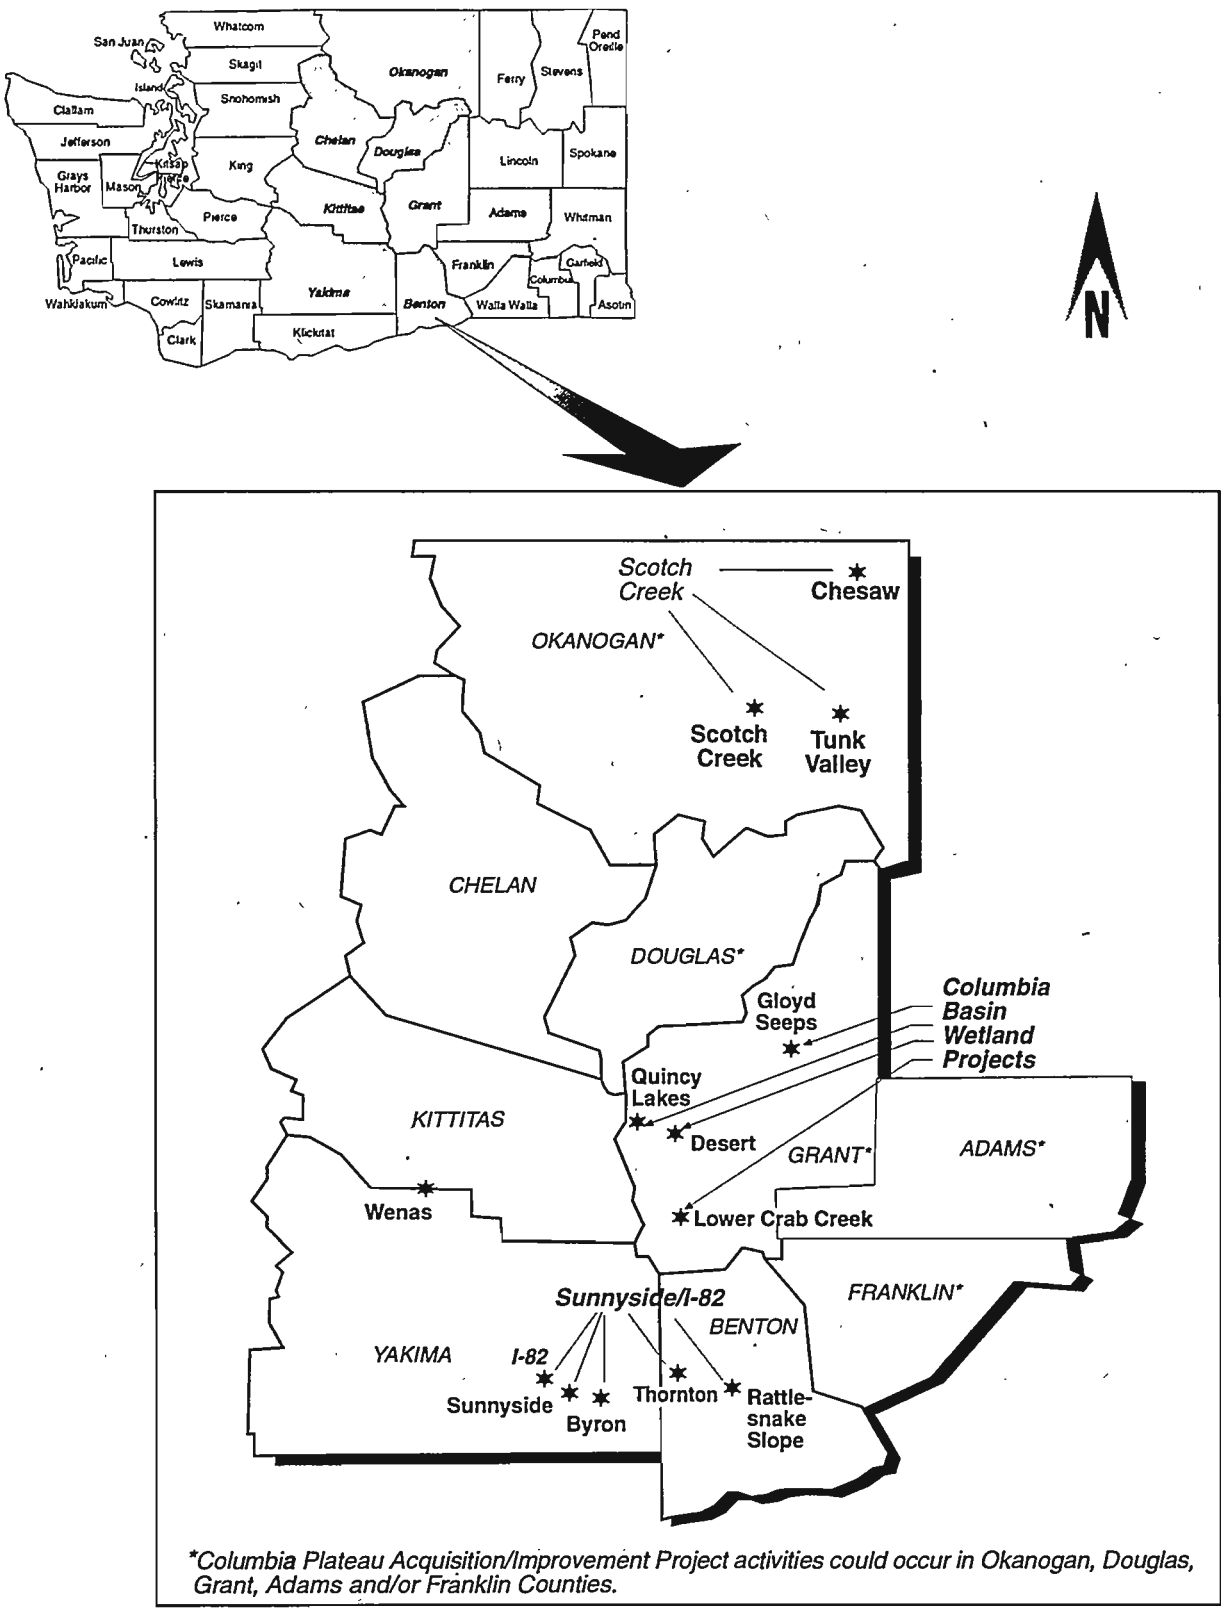 Whatcom
San Juan
Skagit
Island
Snohomish
Okanogan
Ferry
Stevens
Pend
Oreille
Clallam
Jefferson
Chelan
Douglas
Lincoln
Spokane
Kitsap
King
Grays
Harbor
Mason
Pierce
Kittitas
Grant
Adams
Whitman
Thurston
Pacific
Lewis
Franklin
Garfield
Columbus
Wahkiakum
Cowlitz
Skamania
Yakima
Benton
Walla Walla
Asotin
Clark
Klickitat
N
Scotch
Creek
Chesaw
OKANOGAN*
Scotch
Creek
Tunk
Valley
CHELAN
DOUGLAS*
Gloyd
Seeps
Columbia
Basin
Wetland
Projects
Quincy
Lakes
Desert
KITTITAS
GRANT*
ADAMS*
Wenas
Lower Crab Creek
Sunnyside/I-82
FRANKLIN*
BENTON
YAKIMA
I-82
Sunnyside
Byron
Thornton
Rattle-
snake
Slope
*Columbia Plateau Acquisition/Improvement Project activities could occur in Okanogan, Douglas,
Grant, Adams and/or Franklin Counties.